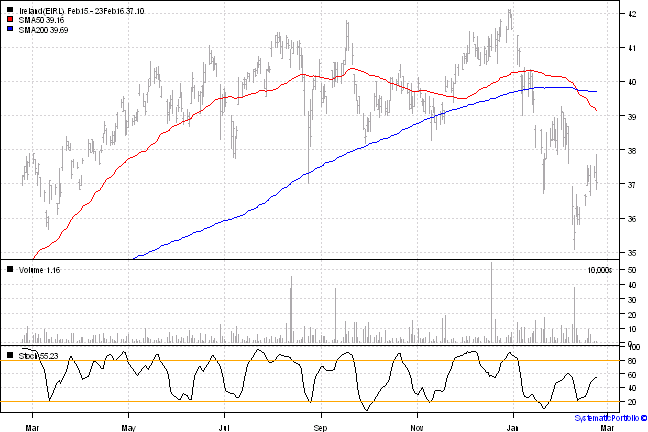 Ireland(EIRL) Feb15 - 23Feb16 37.10
SMA50 39.16
SMA200 39.69
42
41
40
39
38
37
36
35
Volume 1.16
10,000s
50
40
30
20
10
0
Stoch 55.23
100
80
60
40
20
Mar May Jul Sep Nov Jan Mar
SystematicPortfolio ©